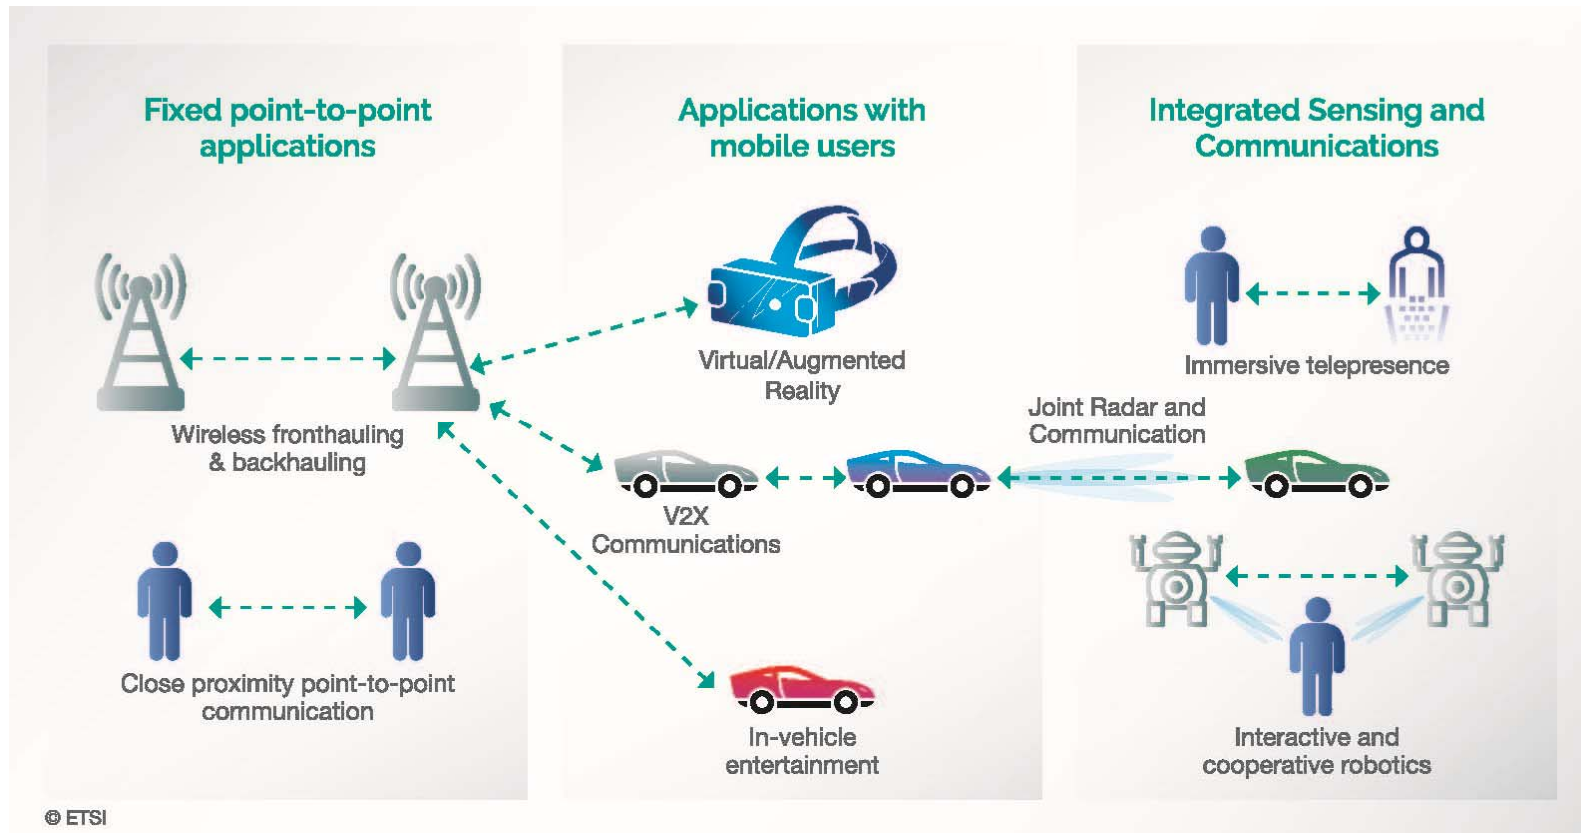 Fixed point-to-point
applications
Wireless fronthauling
& backhauling
Close proximity point-to-point
communication
Applications with
mobile users
Virtual/Augmented
Reality
V2X
Communications
In-vehicle
entertainment
Integrated Sensing and
Communications
Immersive telepresence
Joint Radar and
Communication
Interactive and
cooperative robotics
© ETSI